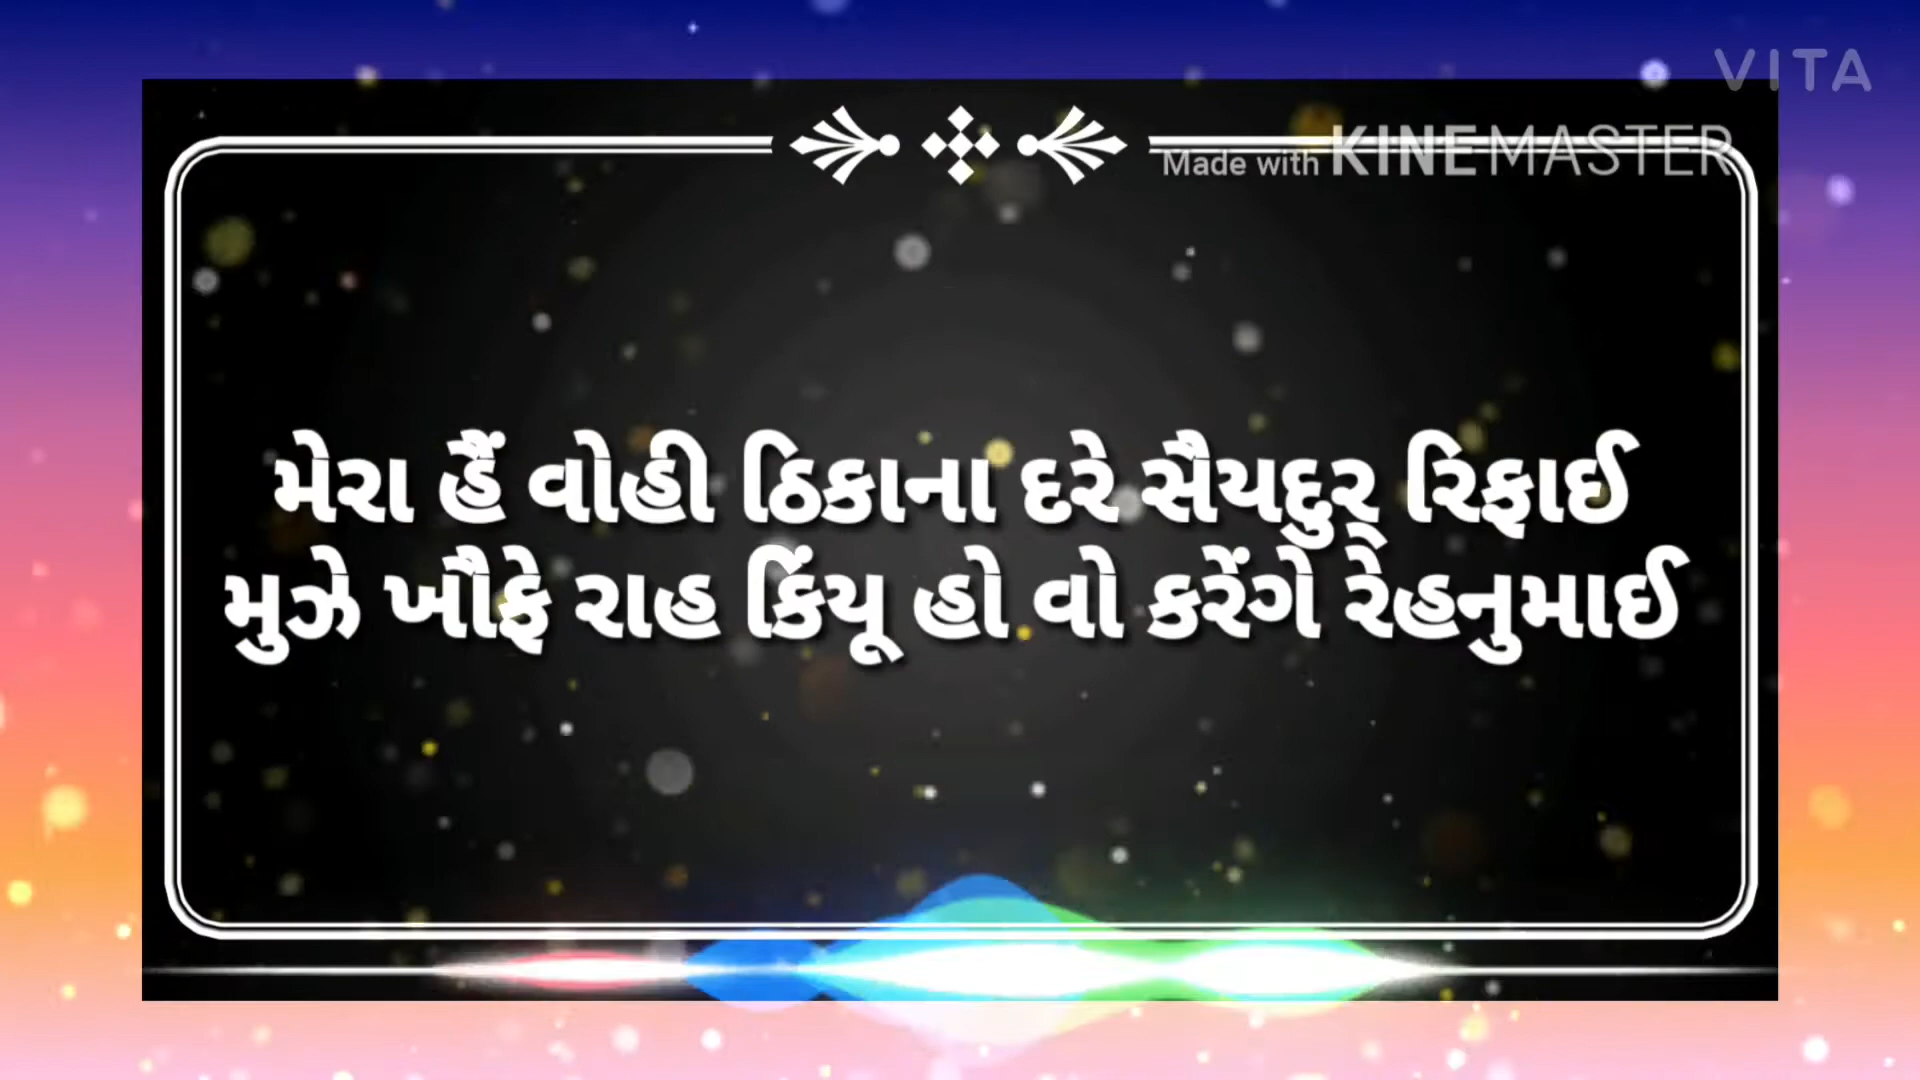 VITA
Made with KINEMASTER
મેરા હૈં વોહી ઠિકાના દરે સૈયદુર્ રિફાઈ
મુઝે ખૌફે રાહ કિંયૂ હો વો કરેંગે રેહનુમાઈ